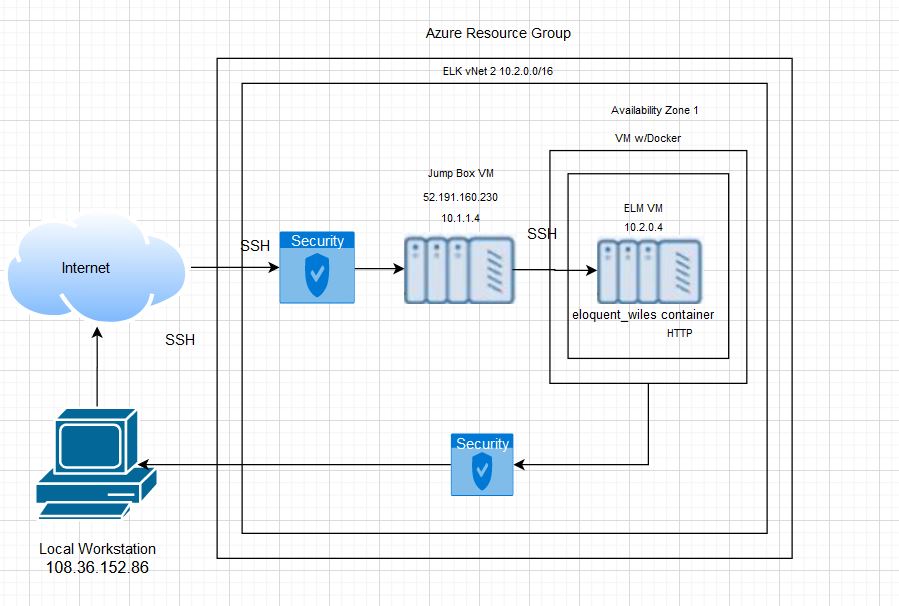 Azure Resource Group
ELK vNet 2 10.2.0.0/16
Availability Zone 1
VM w/Docker
Jump Box VM
52.191.160.230
10.1.1.4
ELM VM
10.2.0.4
SSH
Security
SSH
Internet
eloquent_wiles container
HTTP
SSH
Security
Local Workstation
108.36.152.86